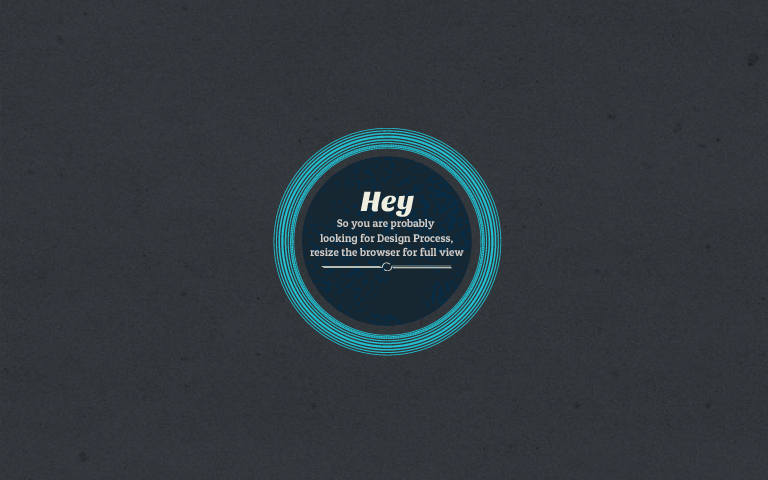 Hey
So you are probably
looking for Design Process,
resize the browser for full view